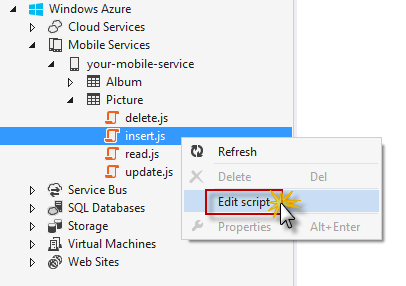 Windows Azure
Cloud Services
Mobile Services
your-mobile-service
Album
Picture
delete.js
insert.js
read.js
update.js
Service Bus
SQL Databases
Storage
Virtual Machines
Web Sites
Refresh
Delete Del
Edit script
Properties Alt+Enter